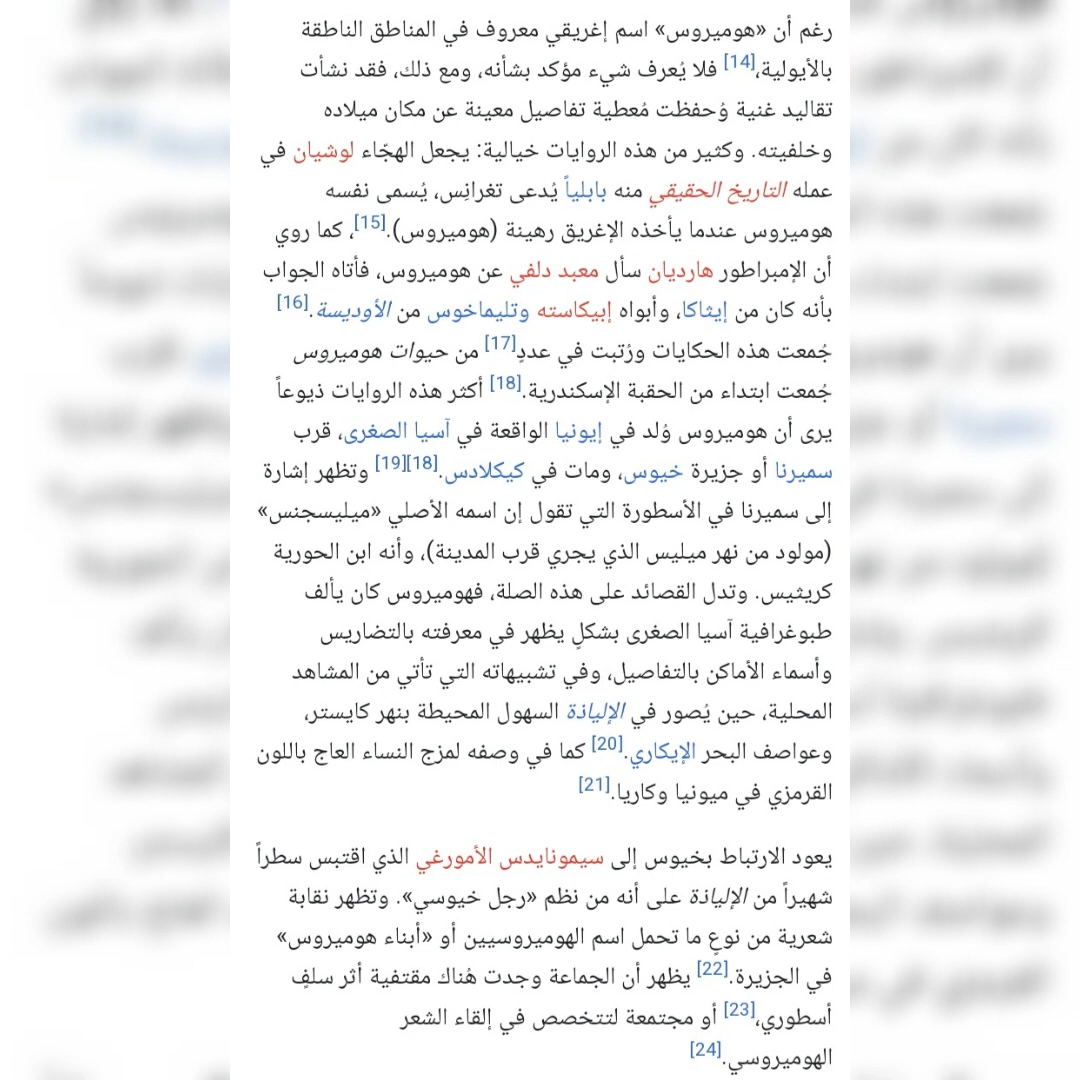 رغم أن «هوميروس» اسم إغريقي معروف في المناطق الناطقة
بالأيولية،[14] فلا يُعرف شيء مؤكد بشأنه، ومع ذلك، فقد نشأت
تقاليد غنية وُحفظت مُعطية تفاصيل معينة عن مكان ميلاده
وخلفيته. وكثير من هذه الروايات خيالية: يجعل الهجّاء لوشيان في
عمله التاريخ الحقيقي منه بابلياً يُدعى تغرانِس، يُسمى نفسه
هوميروس عندما يأخذه الإغريق رهينة (هوميروس).[15]، كما روي
أن الإمبراطور هارديان سأل معبد دلفي عن هوميروس، فأتاه الجواب
بأنه كان من إيثاكا، وأبواه إبيكاسته وتليماخوس من الأوديسة.[16]
جُمعت هذه الحكايات ورُتبت في عددٍ[17] من حيوات هوميروس
جُمعت ابتداء من الحقبة الإسكندرية.[18] أكثر هذه الروايات ذيوعاً
يرى أن هوميروس وُلد في إيونيا الواقعة في آسيا الصغرى، قرب
سميرنا أو جزيرة خيوس، ومات في كيكلادس.[18][19] وتظهر إشارة
إلى سميرنا في الأسطورة التي تقول إن اسمه الأصلي «ميليسجنس»
(مولود من نهر ميليس الذي يجري قرب المدينة)، وأنه ابن الحورية
كريثيس. وتدل القصائد على هذه الصلة، فهوميروس كان يألف
طبوغرافية آسيا الصغرى بشكلٍ يظهر في معرفته بالتضاريس
وأسماء الأماكن بالتفاصيل، وفي تشبيهاته التي تأتي من المشاهد
المحلية، حين يُصور في الإلياذة السهول المحيطة بنهر كايستر،
وعواصف البحر الإيكاري.[20] كما في وصفه لمزج النساء العاج باللون
القرمزي في ميونيا وكاريا.[21]
يعود الارتباط بخيوس إلى سيمونايدس الأمورغي الذي اقتبس سطراً
شهيراً من الإلياذة على أنه من نظم «رجل خيوسي». وتظهر نقابة
شعرية من نوعٍ ما تحمل اسم الهوميروسيين أو «أبناء هوميروس»
في الجزيرة.[22] يظهر أن الجماعة وجدت هُناك مقتفية أثر سلفٍ
أسطوري،[23] أو مجتمعة لتتخصص في إلقاء الشعر
الهوميروسي.[24]